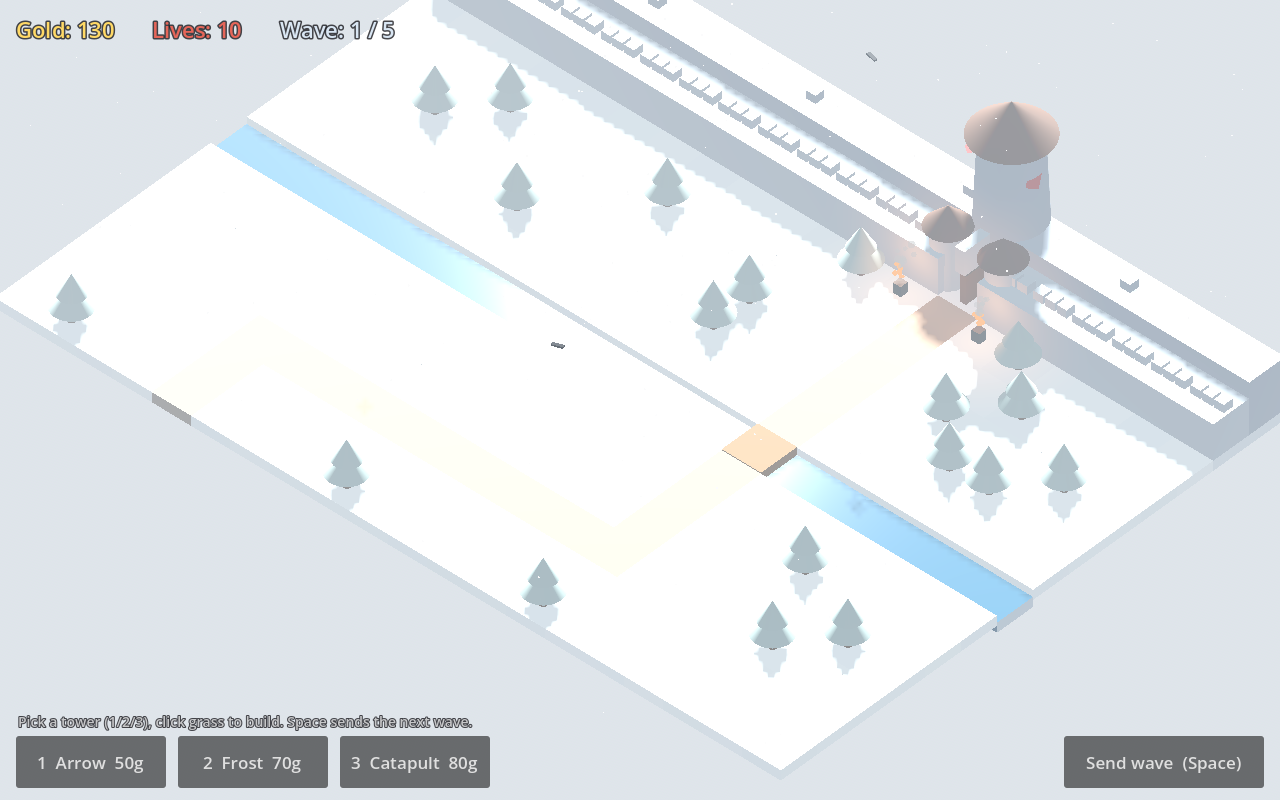 Gold: 130 Lives: 10 Wave: 1 / 5
Pick a tower (1/2/3), click grass to build. Space sends the next wave.
1 Arrow 50g
2 Frost 70g
3 Catapult 80g
Send wave (Space)